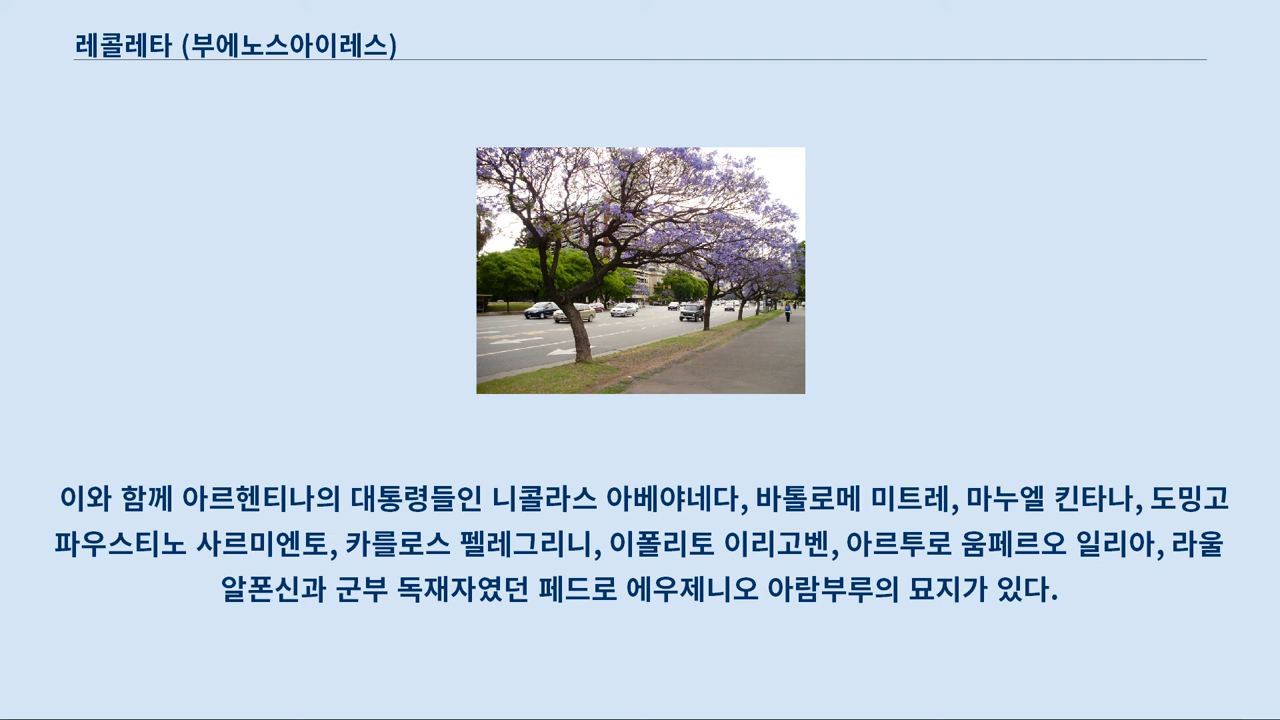 레콜레타 (부에노스아이레스)
이와 함께 아르헨티나의 대통령들인 니콜라스 아베야네다, 바톨로메 미트레, 마누엘 킨타나, 도밍고
파우스티노 사르미엔토, 카를로스 펠레그리니, 이폴리토 이리고벤, 아르투로 움페르오 일리아, 라울
알폰신과 군부 독재자였던 페드로 에우제니오 아람부루의 묘지가 있다.